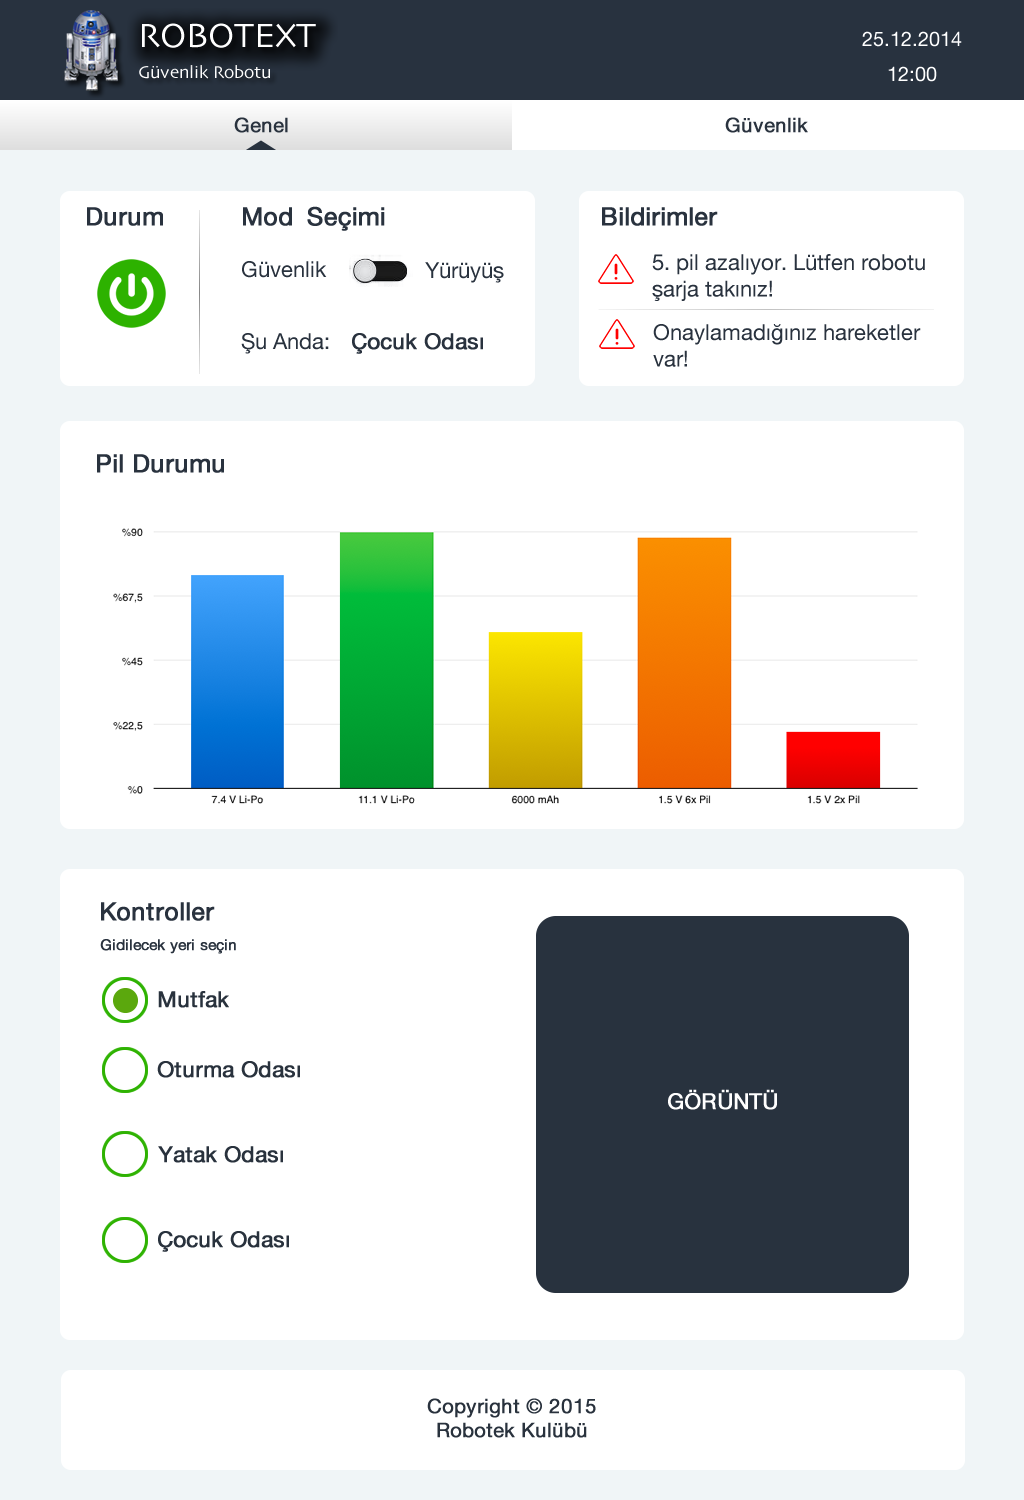 ROBOTEXT
Güvenlik Robotu
25.12.2014
12:00
Genel
Güvenlik
Durum
Mod Seçimi
Güvenlik
Yürüyüş
Şu Anda: Çocuk Odası
Bildirimler
5. pil azalıyor. Lütfen robotu
şarja takınız!
Onaylamadığınız hareketler
var!
Pil Durumu
%90
%67,5
%45
%22,5
%0
7.4 V Li-Po
11.1 V Li-Po
6000 mAh
1.5 V 6x Pil
1.5 V 2x Pil
Kontroller
Gidilecek yeri seçin
Mutfak
Oturma Odası
Yatak Odası
Çocuk Odası
GÖRÜNTÜ
Copyright © 2015
Robotek Kulübü